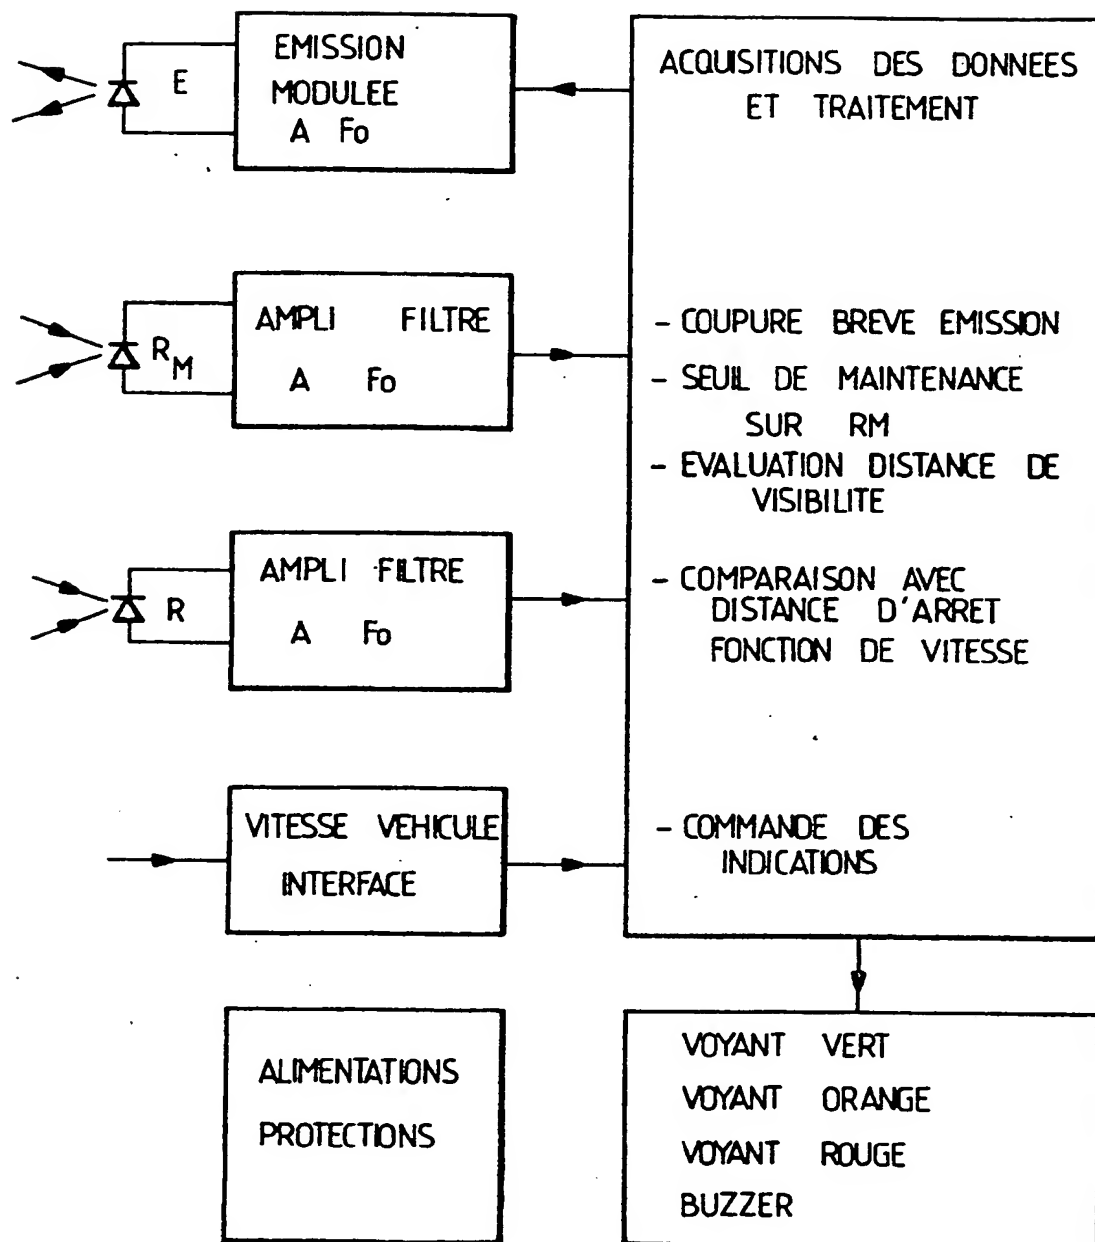 E
EMISSION
MODULEE
A Fo
ACQUISITIONS DES DONNEES
ET TRAITEMENT
RM
AMPLI FILTRE
A Fo
- COUPURE BREVE EMISSION
- SEUIL DE MAINTENANCE
SUR RM
- EVALUATION DISTANCE DE
VISIBILITE
R
AMPLI FILTRE
A Fo
- COMPARAISON AVEC
DISTANCE D'ARRET
FONCTION DE VITESSE
VITESSE VEHICULE
INTERFACE
- COMMANDE DES
INDICATIONS
ALIMENTATIONS
PROTECTIONS
VOYANT VERT
VOYANT ORANGE
VOYANT ROUGE
BUZZER